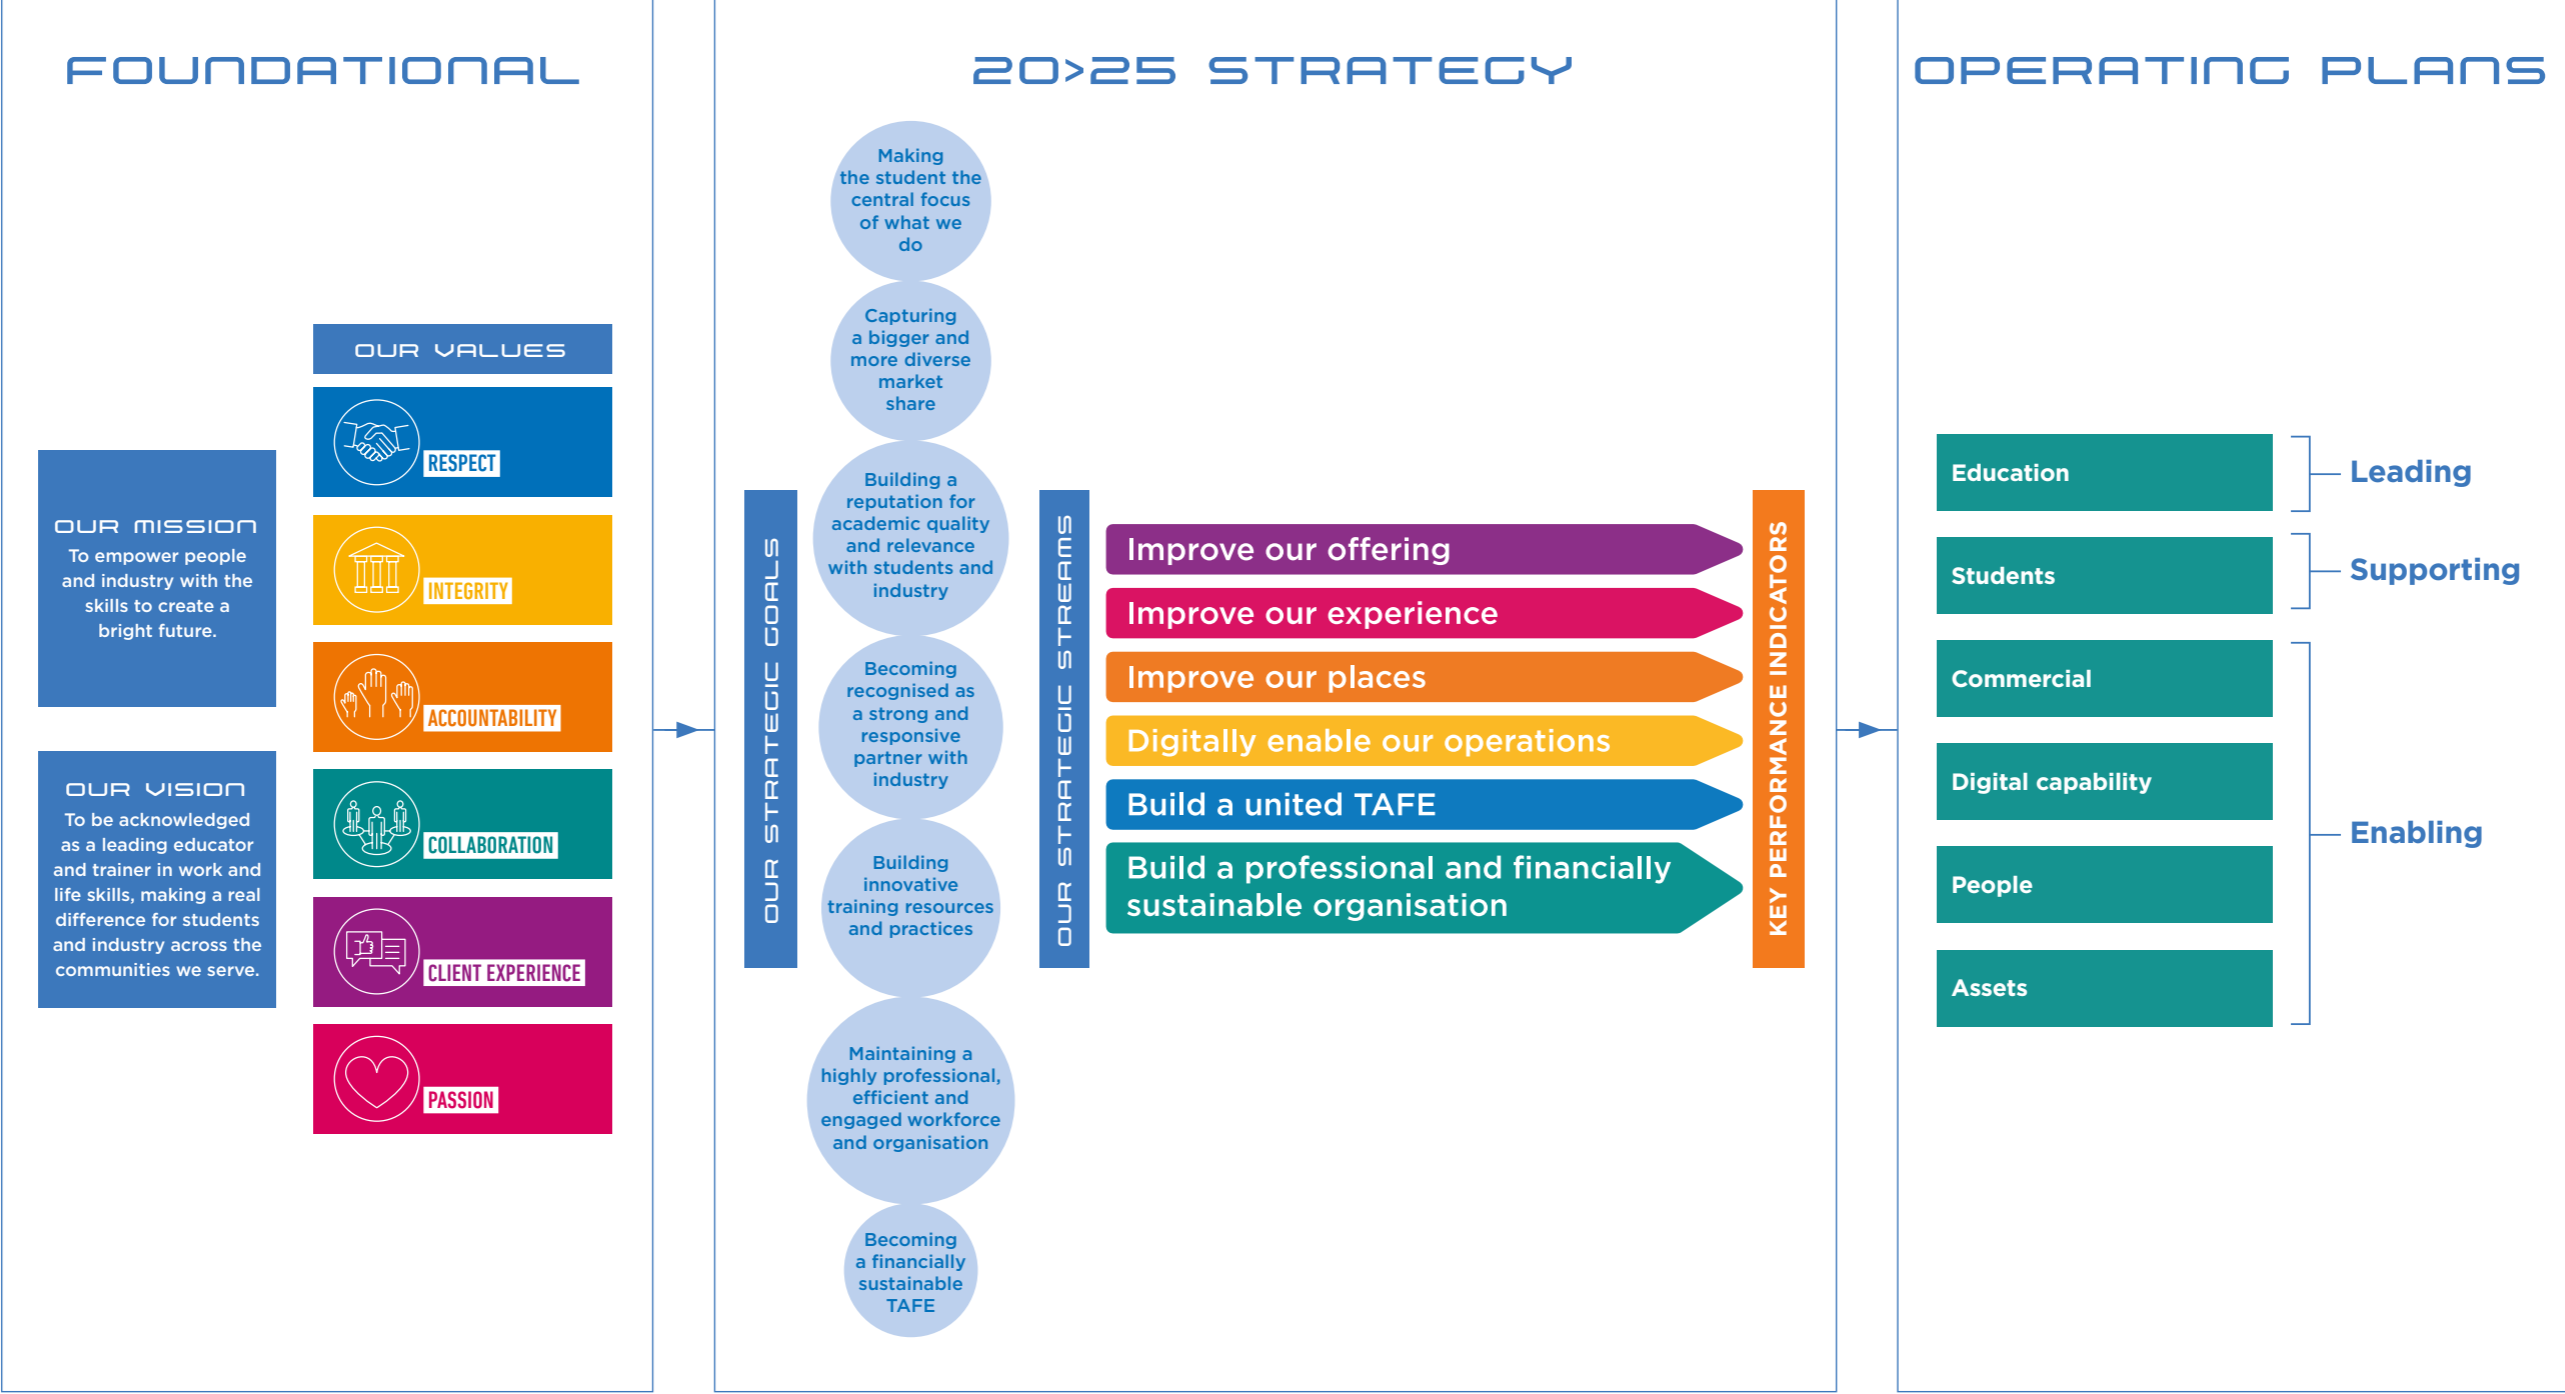 FOUNDATIONAL
OUR MISSION
To empower people
and industry with the
skills to create a
bright future.
OUR VISION
To be acknowledged
as a leading educator
and trainer in work and
life skills, making a real
difference for students
and industry across the
communities we serve.
OUR VALUES
RESPECT
INTEGRITY
ACCOUNTABILITY
COLLABORATION
CLIENT EXPERIENCE
PASSION
20>25 STRATEGY
OUR STRATEGIC GOALS
Making
the student the
central focus
of what we
do
Capturing
a bigger and
more diverse
market
share
Building a
reputation for
academic quality
and relevance
with students and
industry
Becoming
recognised as
a strong and
responsive
partner with
industry
Building
innovative
training resources
and practices
Maintaining a
highly professional,
efficient and
engaged workforce
and organisation
Becoming
a financially
sustainable
TAFE
OUR STRATEGIC STREAMS
Improve our offering
Improve our experience
Improve our places
Digitally enable our operations
Build a united TAFE
Build a professional and financially
sustainable organisation
KEY PERFORMANCE INDICATORS
OPERATING PLANS
Education
Leading
Students
Supporting
Commercial
Digital capability
People
Assets
Enabling